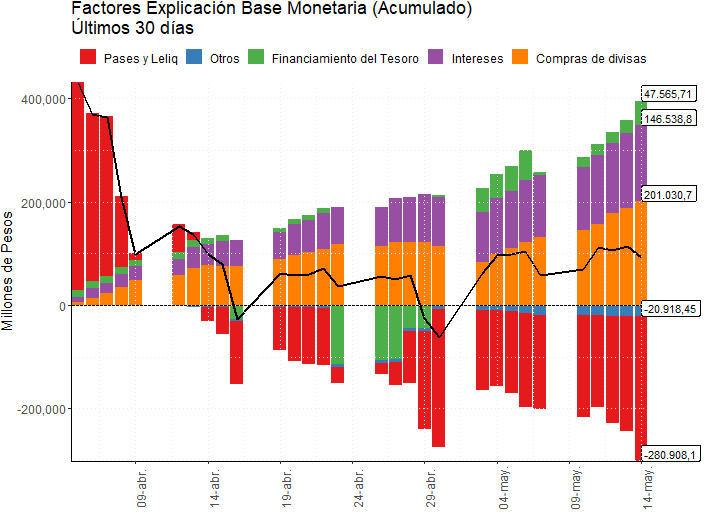 Factores Explicación Base Monetaria (Acumulado)
Últimos 30 días
Pases y Leliq
Otros
Financiamiento del Tesoro
Intereses
Compras de divisas
Millones de Pesos
400,000
200,000
0
-200,000
47.565,71
146.538,8
201.030,7
-20.918,45
-280.908,1
09-abr.
14-abr.
19-abr.
24-abr.
29-abr.
04-may.
09-may.
14-may.